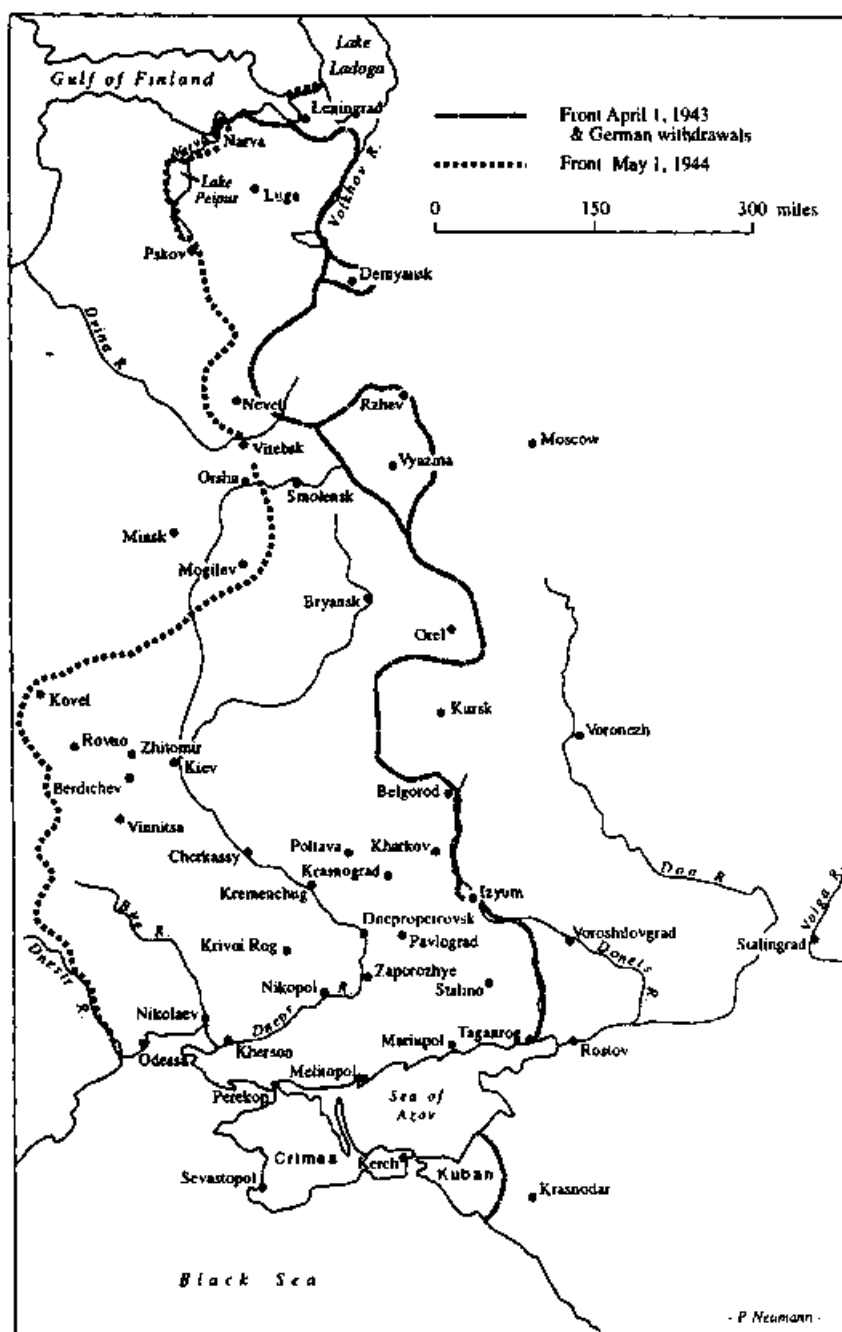 Lake
Ladoga
Gulf of Finland
Leningrad
Front April 1, 1943
& German withdrawals
Narva
Narva
Front May 1, 1944
Lake
Peipus
Luga
Volkhov R.
0 150 300 miles
Pskov
Demyansk
Dvina R.
Nevel
Rzhev
Moscow
Vitebsk
Vyazma
Orsha
Smolensk
Minsk
Mogilev
Bryansk
Orel
Kovel
Kursk
Rovno
Zhitomir
Voronezh
Kiev
Berdichev
Belgorod
Vinnitsa
Cherkassy
Poltava
Kharkov
Krasnograd
Don R.
Kremenchug
Izyum
Volga R.
Bug R.
Dnepropetrovsk
Pavlograd
Voroshilovgrad
Stalingrad
Krivoi Rog
Donets R.
Dnestr R.
Zaporozhye
Nikopol
Stalino
Nikolaev
Dnepr R.
Mariupol
Taganrog
Odessa
Kherson
Rostov
Melitopol
Perekop
Sea of
Azov
Crimea
Kerch
Kuban
Sevastopol
Krasnodar
Black Sea
- P Neumann -